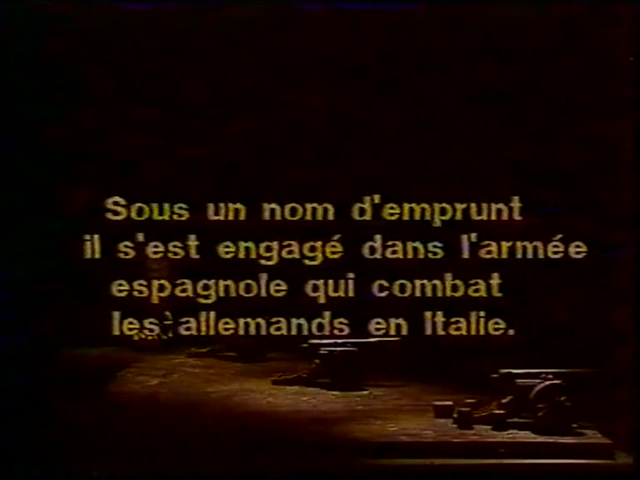 Sous un nom d'emprunt
il s'est engagé dans l'armée
espagnole qui combat
les allemands en Italie.